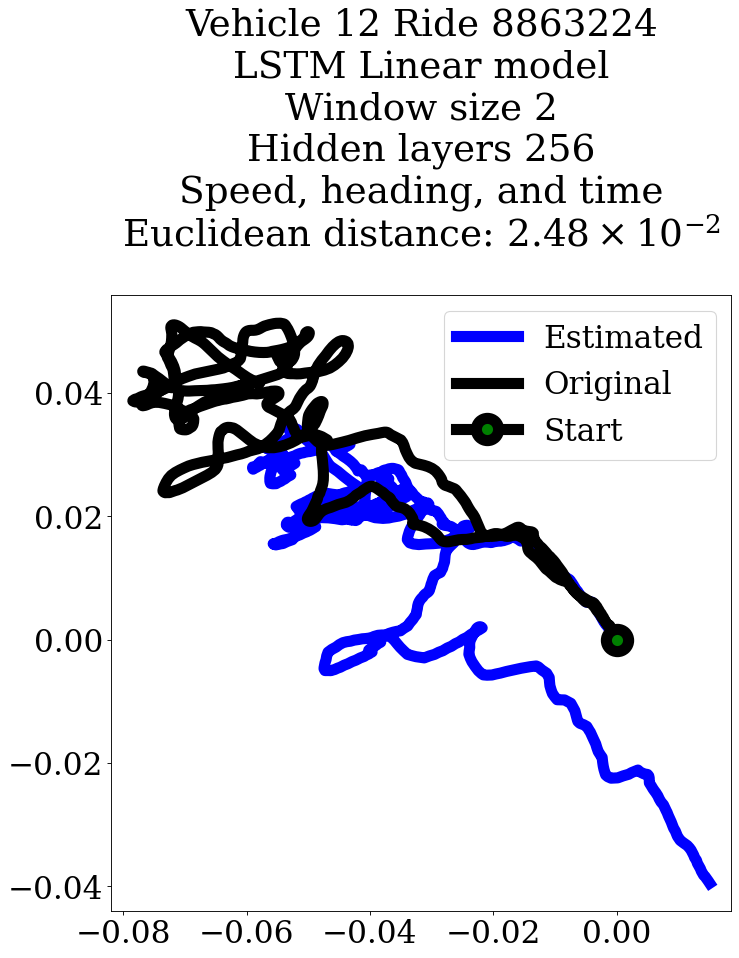 Vehicle 12 Ride 8863224
LSTM Linear model
Window size 2
Hidden layers 256
Speed, heading, and time
Euclidean distance: 2.48 × 10⁻²
Estimated
Original
Start
0.04
0.02
0.00
−0.02
−0.04
−0.08 −0.06 −0.04 −0.02 0.00